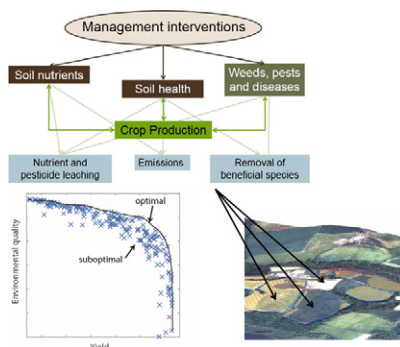 Management interventions
Soil nutrients
Soil health
Weeds, pests
and diseases
Crop Production
Nutrient and
pesticide leaching
Emissions
Removal of
beneficial species
Environmental quality
optimal
suboptimal
Yield